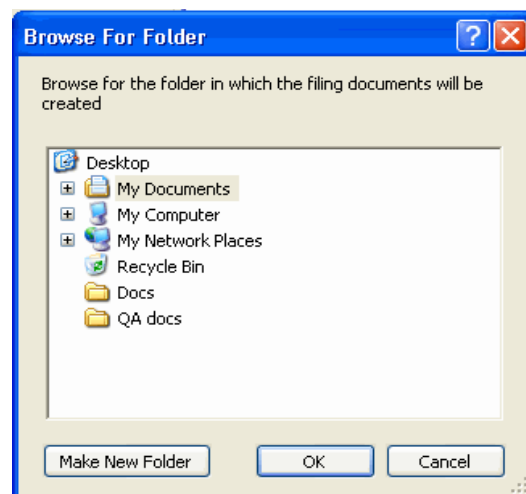 Browse For Folder
Browse for the folder in which the filing documents will be
created
Desktop
My Documents
My Computer
My Network Places
Recycle Bin
Docs
QA docs
Make New Folder OK Cancel